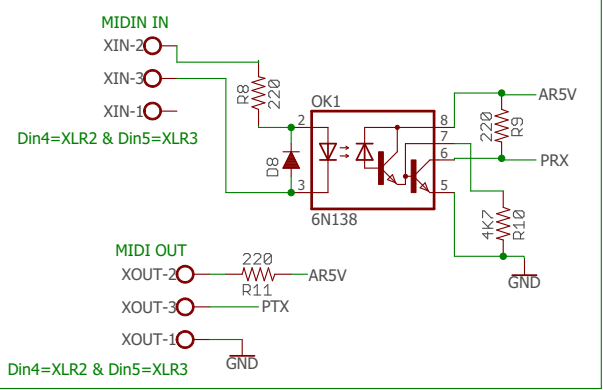 MIDIN IN
XIN-2
XIN-3
XIN-1
Din4=XLR2 & Din5=XLR3
R8
220
D8
OK1
2
3
8
7
6
5
6N138
AR5V
220
R9
PRX
4K7
R10
GND
MIDI OUT
XOUT-2
220
R11
AR5V
XOUT-3
PTX
XOUT-1
GND
Din4=XLR2 & Din5=XLR3